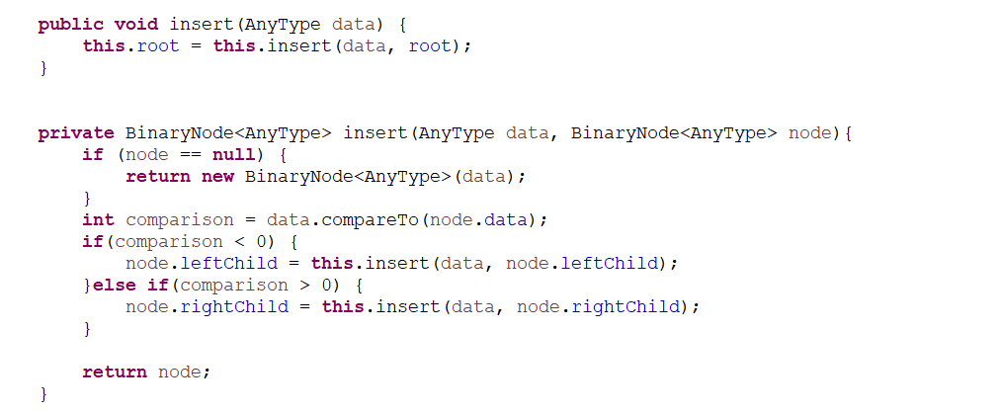 public void insert(AnyType data) {
    this.root = this.insert(data, root);
}
private BinaryNode<AnyType> insert(AnyType data, BinaryNode<AnyType> node){
    if (node == null) {
        return new BinaryNode<AnyType>(data);
    }
    int comparison = data.compareTo(node.data);
    if(comparison < 0) {
        node.leftChild = this.insert(data, node.leftChild);
    }else if(comparison > 0) {
        node.rightChild = this.insert(data, node.rightChild);
    }
    return node;
}